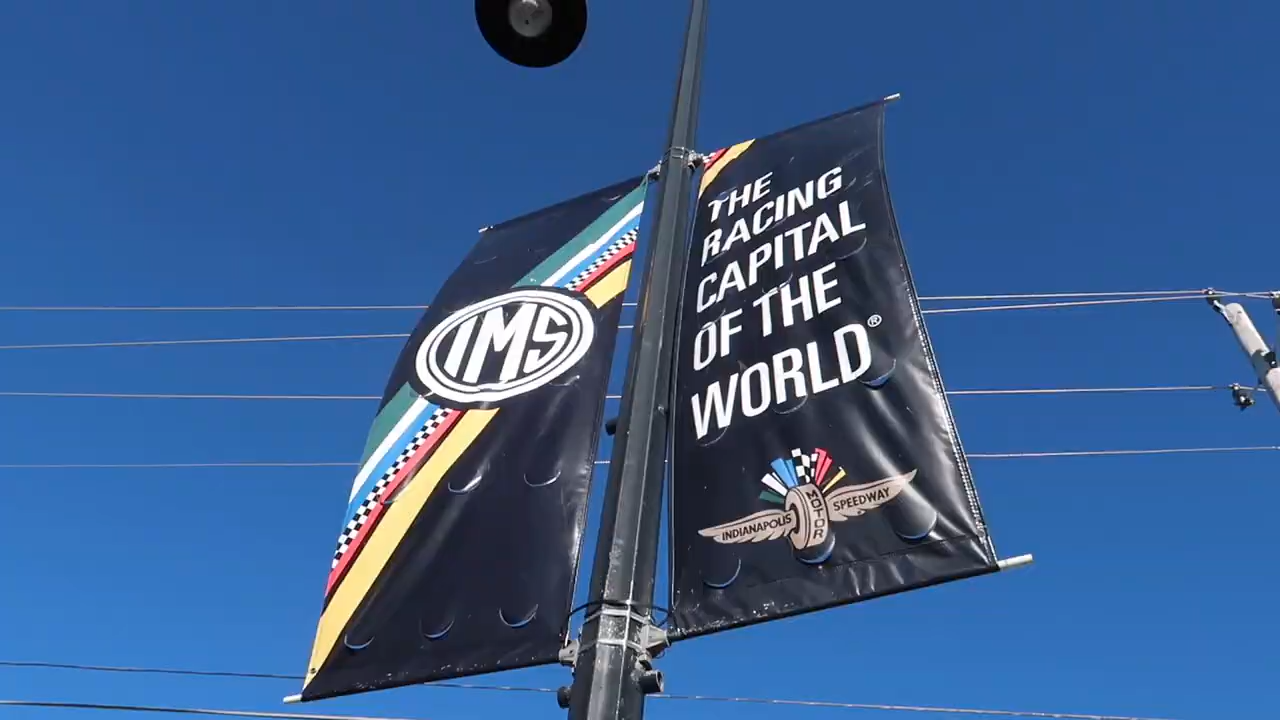 IMS
THE
RACING
CAPITAL
OF THE
WORLD®
INDIANAPOLIS MOTOR SPEEDWAY